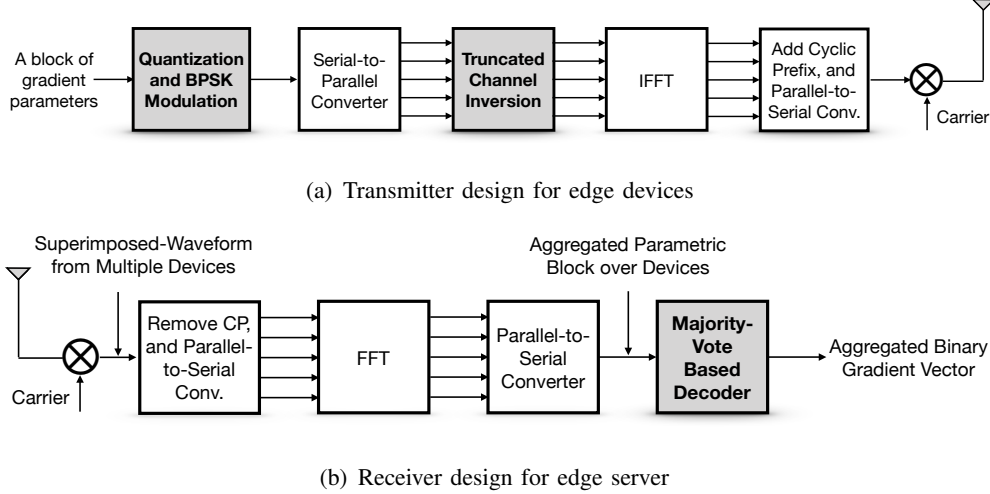 A block of
gradient
parameters
Quantization
and BPSK
Modulation
Serial-to-
Parallel
Converter
Truncated
Channel
Inversion
IFFT
Add Cyclic
Prefix, and
Parallel-to-
Serial Conv.
Carrier
(a) Transmitter design for edge devices
Superimposed-Waveform
from Multiple Devices
Aggregated Parametric
Block over Devices
Carrier
Remove CP,
and Parallel-
to-Serial
Conv.
FFT
Parallel-to-
Serial
Converter
Majority-
Vote
Based
Decoder
Aggregated Binary
Gradient Vector
(b) Receiver design for edge server